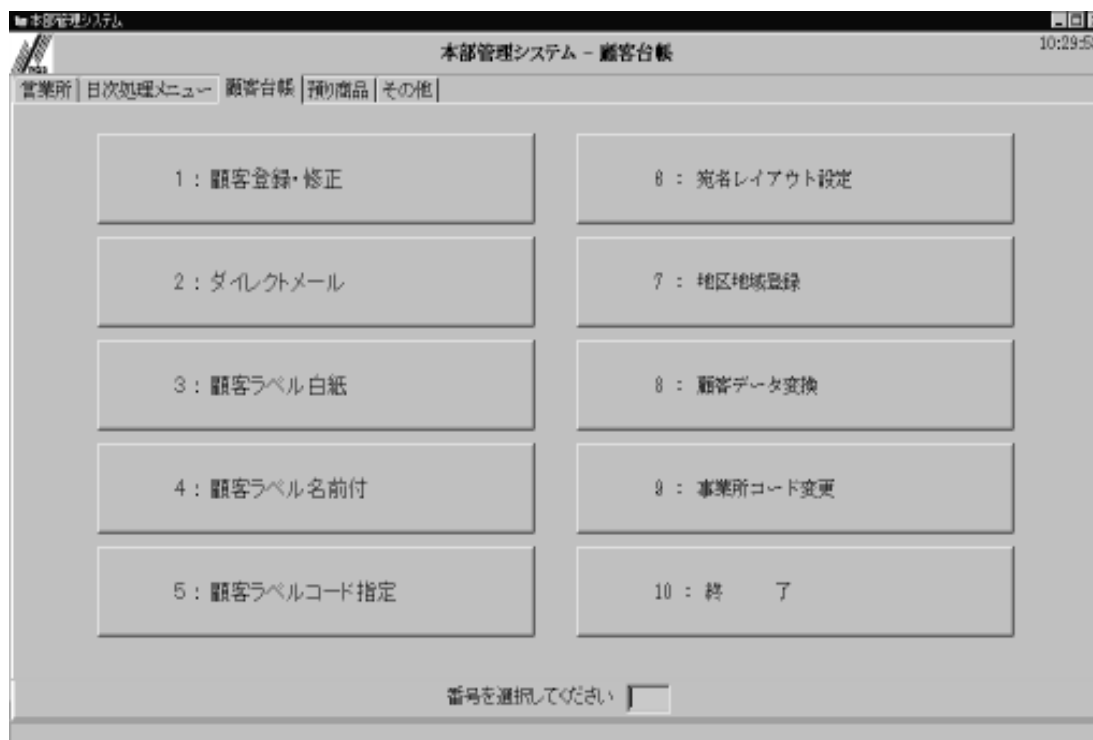 本部管理システム
本部管理システム - 顧客台帳
10:29:5
営業所 日次処理メニュー 顧客台帳 預り商品 その他
1 : 顧客登録・修正
2 : ダイレクトメール
3 : 顧客ラベル白紙
4 : 顧客ラベル名前付
5 : 顧客ラベルコード指定
6 : 宛名レイアウト設定
7 : 地区地域登録
8 : 顧客データ変換
9 : 事業所コード変更
10 : 終 了
番号を選択してください